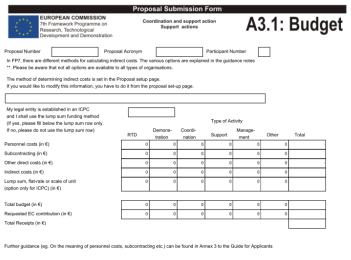 Proposal Submission Form
EUROPEAN COMMISSION
7th Framework Programme on
Research, Technological
Development and Demonstration
Coordination and support action
Support actions
A3.1: Budget
Proposal Number
Proposal Acronym
Participant Number
In FP7, there are different methods for calculating indirect costs. The various options are explained in the guidance notes
**. Please be aware that not all options are available to all types of organisations.
The method of determining indirect costs is set in the Proposal setup page.
If you would like to modify this information, you have to do it from the proposal set-up page.
My legal entity is established in an ICPC
and I shall use the lump sum funding method
(If yes, please fill below the lump sum row only.
If no, please do not use the lump sum row)
Type of Activity
RTD Demons-tration Coordi-nation Support Manage-ment Other Total
Personnel costs (in €) 0 0 0 0 0 0
Subcontracting (in €) 0 0 0 0 0 0
Other direct costs (in €) 0 0 0 0 0 0
Indirect costs (in €) 0 0 0 0 0 0
Lump sum, flat-rate or scale of unit
(option only for ICPC) (in €) 0 0 0 0 0 0
Total budget (in €) 0 0 0 0 0 0
Requested EC contribution (in €) 0 0 0 0 0 0
Total Receipts (in €)
Further guidance (eg. On the meaning of personnel costs, subcontracting etc.) can be found in Annex 3 to the Guide for Applicants